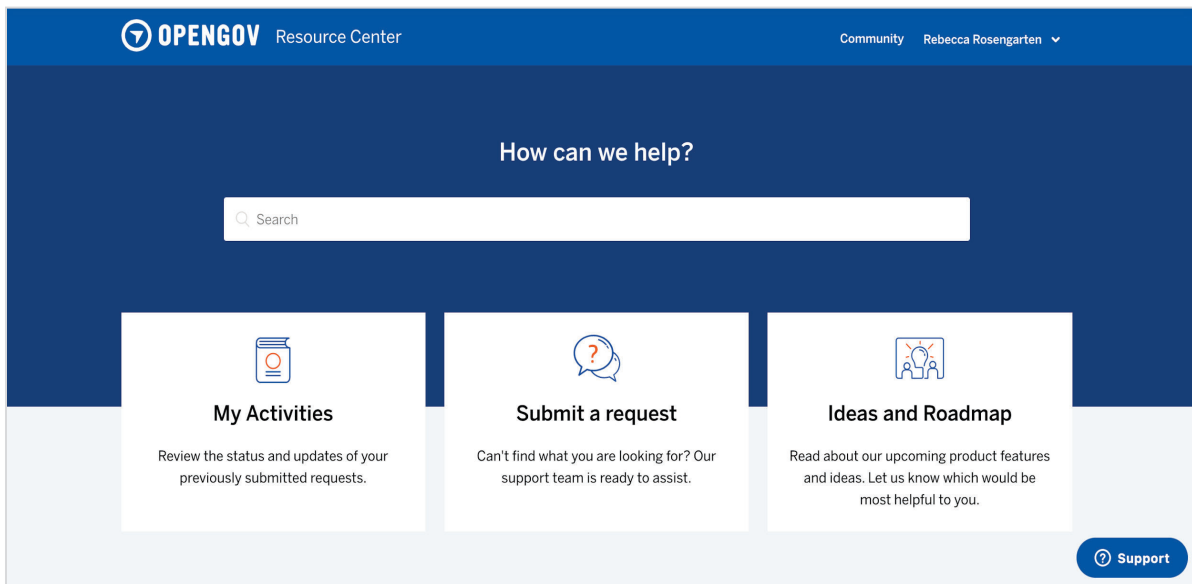 OPENGOV Resource Center
Community Rebecca Rosengarten
How can we help?
Search
?
My Activities
Review the status and updates of your
previously submitted requests.
Submit a request
Can't find what you are looking for? Our
support team is ready to assist.
Ideas and Roadmap
Read about our upcoming product features
and ideas. Let us know which would be
most helpful to you.
? Support